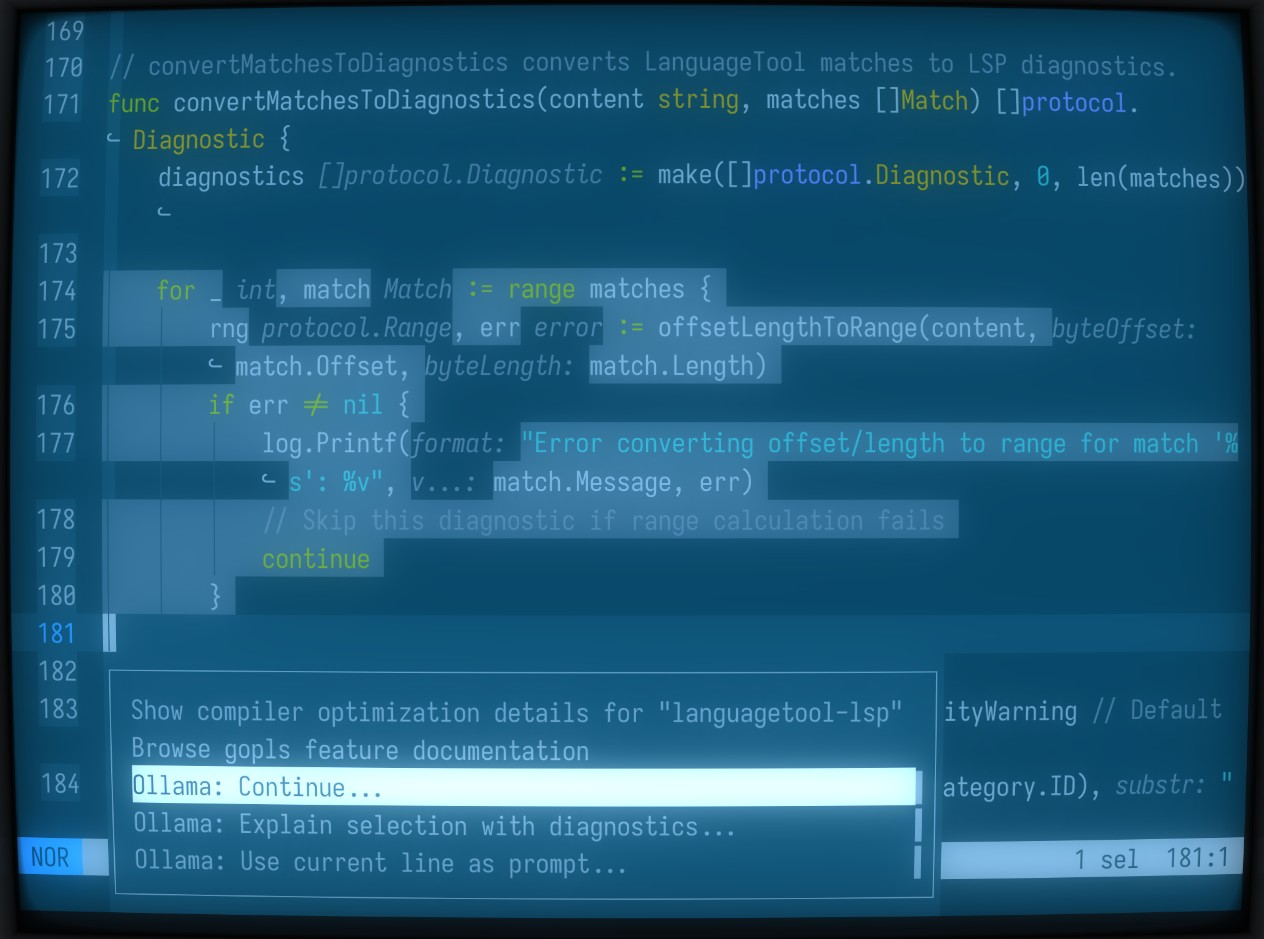 169
170 // convertMatchesToDiagnostics converts LanguageTool matches to LSP diagnostics.
171 func convertMatchesToDiagnostics(content string, matches []Match) []protocol.
↪ Diagnostic {
172 diagnostics []protocol.Diagnostic := make([]protocol.Diagnostic, 0, len(matches))
↪
173
174 for _ int, match Match := range matches {
175 rng protocol.Range, err error := offsetLengthToRange(content, byteOffset:
↪ match.Offset, byteLength: match.Length)
176 if err ≠ nil {
177 log.Printf(format: "Error converting offset/length to range for match '%
↪ s': %v", v...: match.Message, err)
178 // Skip this diagnostic if range calculation fails
179 continue
180 }
181
182
Show compiler optimization details for "languagetool-lsp"
183 ityWarning // Default
Browse gopls feature documentation
Ollama: Continue...
184 ategory.ID), substr: "
Ollama: Explain selection with diagnostics...
Ollama: Use current line as prompt...
NOR 1 sel 181:1